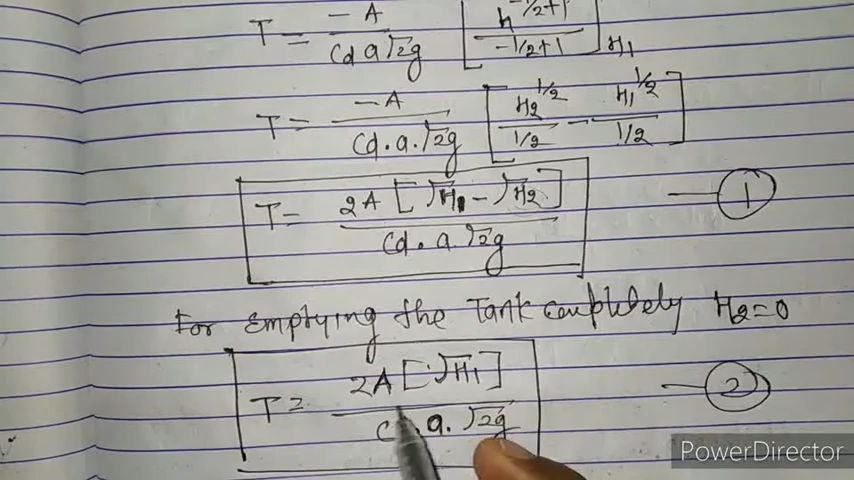 T = -A / Cd a √2g [ h^-1/2+1 / -1/2+1 ] H1
T = -A / Cd . a . √2g [ H2^1/2 / 1/2 - H1^1/2 / 1/2 ]
T = 2A [ √H1 - √H2 ] / Cd . a . √2g — 1
For Emptying the Tank completely H2=0
T = 2A [ √H1 ] / C . a . √2g — 2
PowerDirector